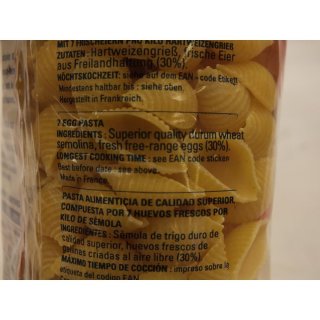 MIT 7 FRISCHEIERN PRO KILO HARTWEIZENGRIEß
ZUTATEN : Hartweizengrieß, frische Eier
aus Freilandhaltung (30%).
HÖCHSTKOCHZEIT: siehe auf dem EAN - code Etikett.
Mindestens haltbar bis : siehe oben.
Hergestellt in Frankreich.
7 EGG PASTA
INGREDIENTS : Superior quality durum wheat
semolina, fresh free-range eggs (30%).
LONGEST COOKING TIME : see EAN code sticken
Best before date : see above.
Made in France.
PASTA ALIMENTICIA DE CALIDAD SUPERIOR,
COMPUESTA POR 7 HUEVOS FRESCOS POR
KILO DE SÉMOLA
INGREDIENTES : Sémola de trigo duro de
calidad superior, huevos frescos de
gallinas criadas al aire libre (30%).
MÁXIMO TIEMPO DE COCCIÓN : impreso sobre la
etiqueta del codigo EAN